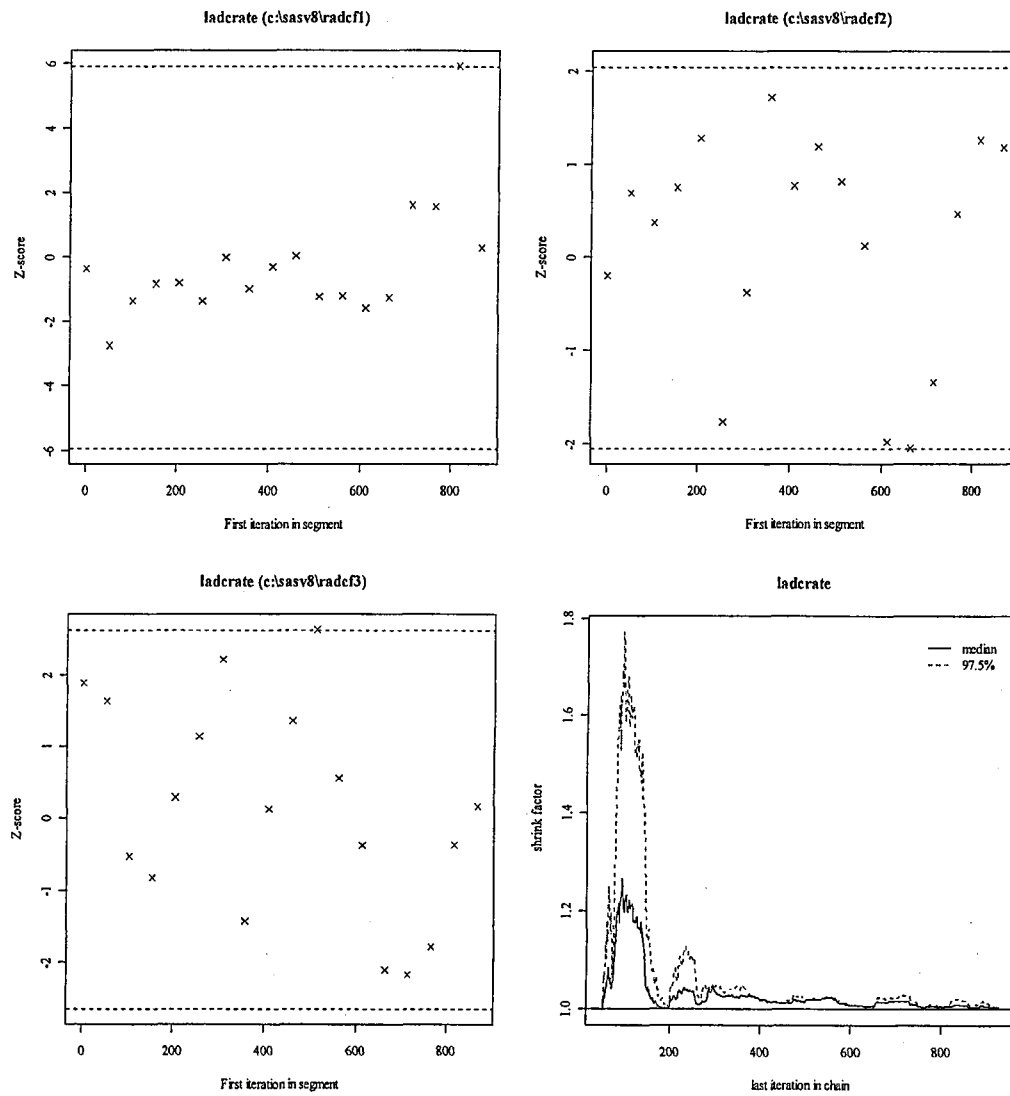 ladcrate (c:\sasv8\radcf1)
Z-score
6
4
2
0
-2
-4
-6
0 200 400 600 800
First iteration in segment
ladcrate (c:\sasv8\radcf2)
Z-score
2
1
0
-1
-2
0 200 400 600 800
First iteration in segment
ladcrate (c:\sasv8\radcf3)
Z-score
2
1
0
-1
-2
0 200 400 600 800
First iteration in segment
ladcrate
shrink factor
1.8
1.6
1.4
1.2
1.0
median
97.5%
200 400 600 800
last iteration in chain